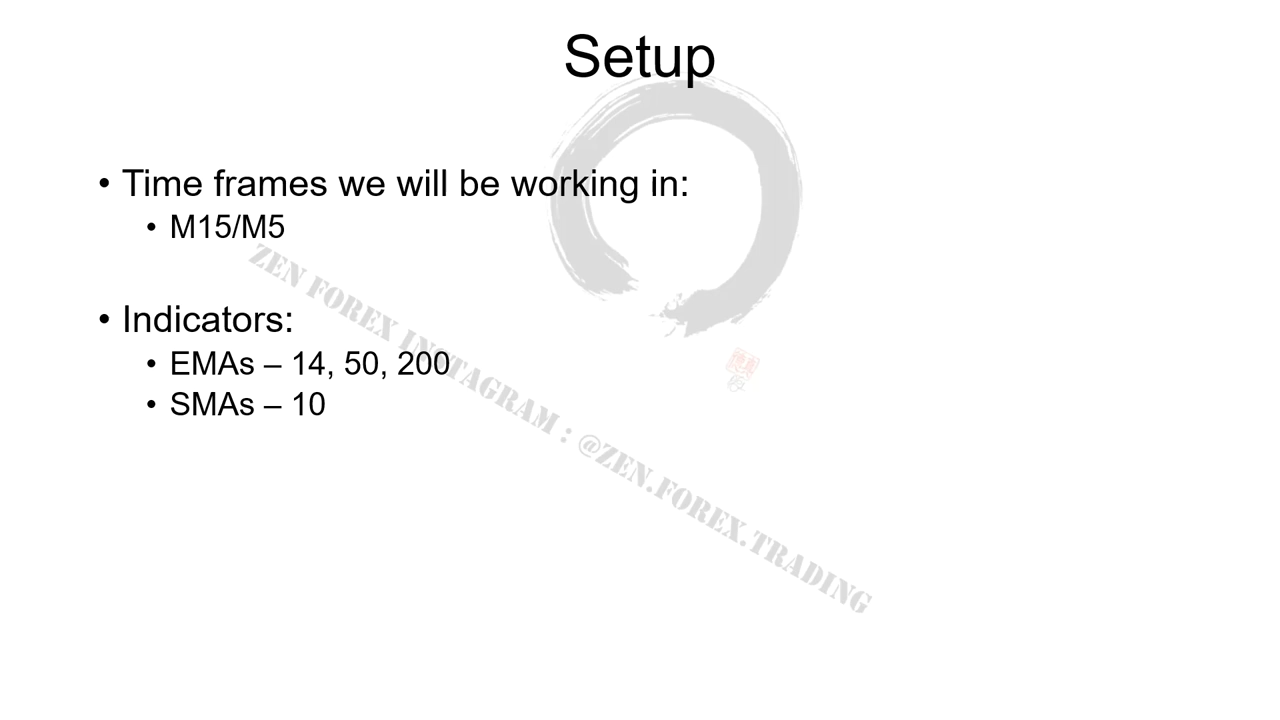 Setup
• Time frames we will be working in:
• M15/M5
• Indicators:
• EMAs – 14, 50, 200
• SMAs – 10
ZEN FOREX INSTAGRAM : @ZEN.FOREX.TRADING